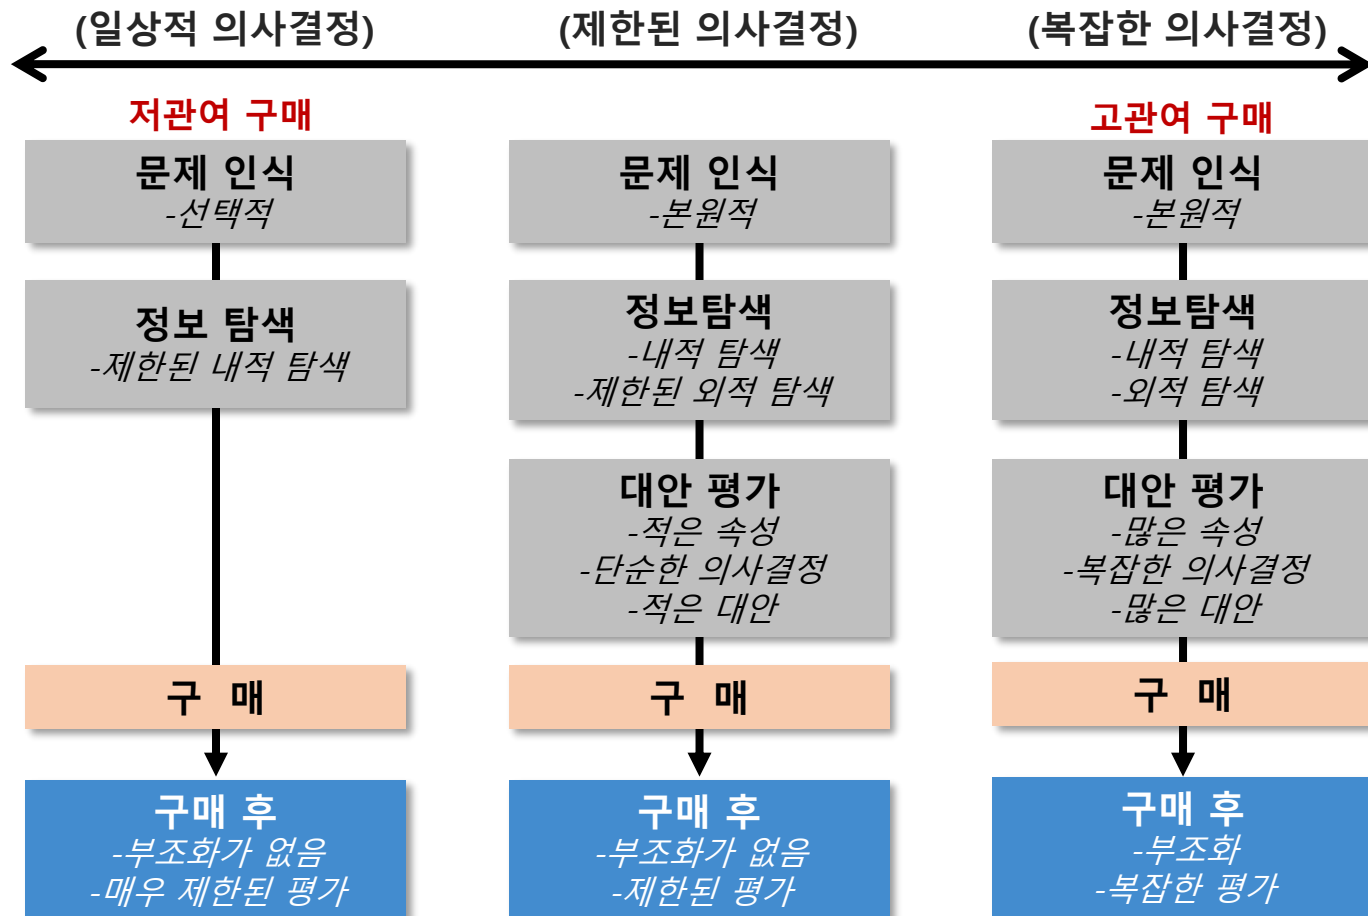 (일상적 의사결정)
(제한된 의사결정)
(복잡한 의사결정)
저관여 구매
고관여 구매
문제 인식
-선택적
정보 탐색
-제한된 내적 탐색
구 매
구매 후
-부조화가 없음
-매우 제한된 평가
문제 인식
-본원적
정보탐색
-내적 탐색
-제한된 외적 탐색
대안 평가
-적은 속성
-단순한 의사결정
-적은 대안
구 매
구매 후
-부조화가 없음
-제한된 평가
문제 인식
-본원적
정보탐색
-내적 탐색
-외적 탐색
대안 평가
-많은 속성
-복잡한 의사결정
-많은 대안
구 매
구매 후
-부조화
-복잡한 평가